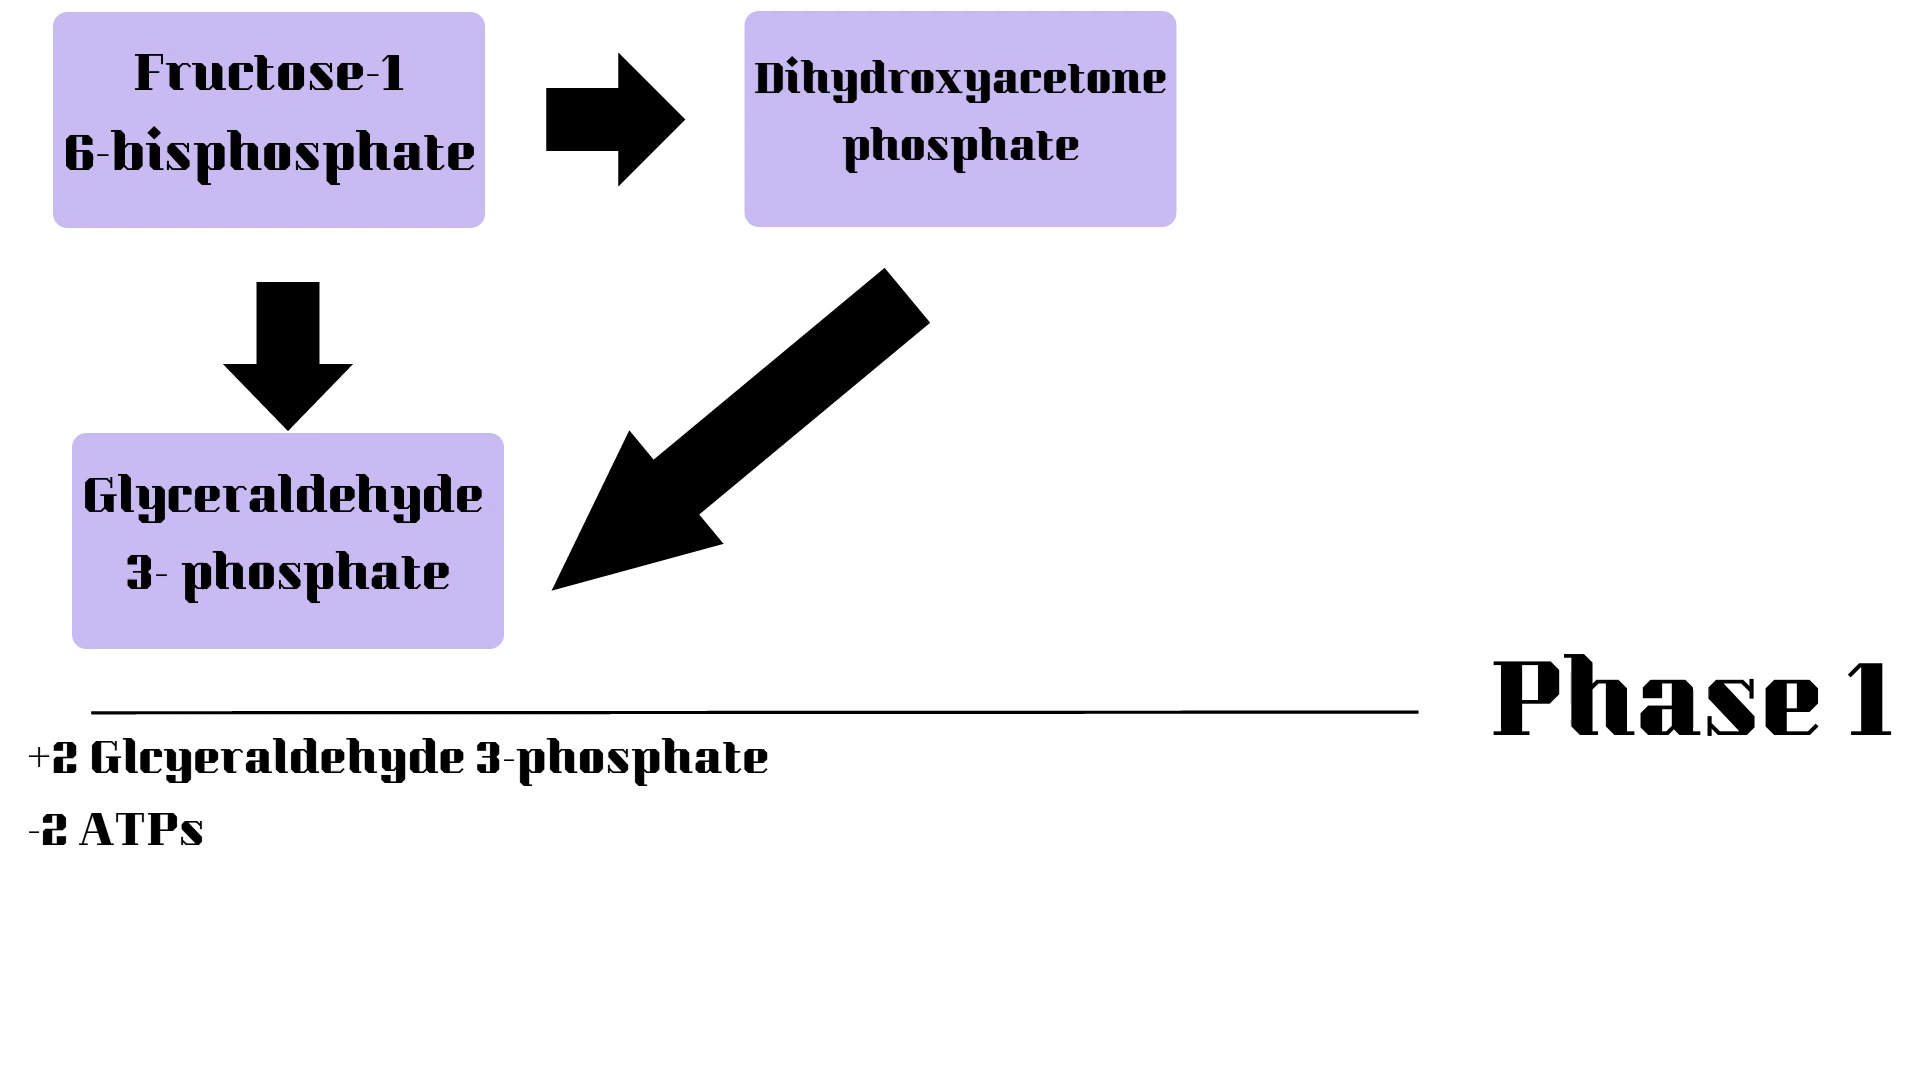 Fructose-1
6-bisphosphate
Dihydroxyacetone
phosphate
Glyceraldehyde
3- phosphate
Phase 1
+2 Glcyeraldehyde 3-phosphate
-2 ATPs